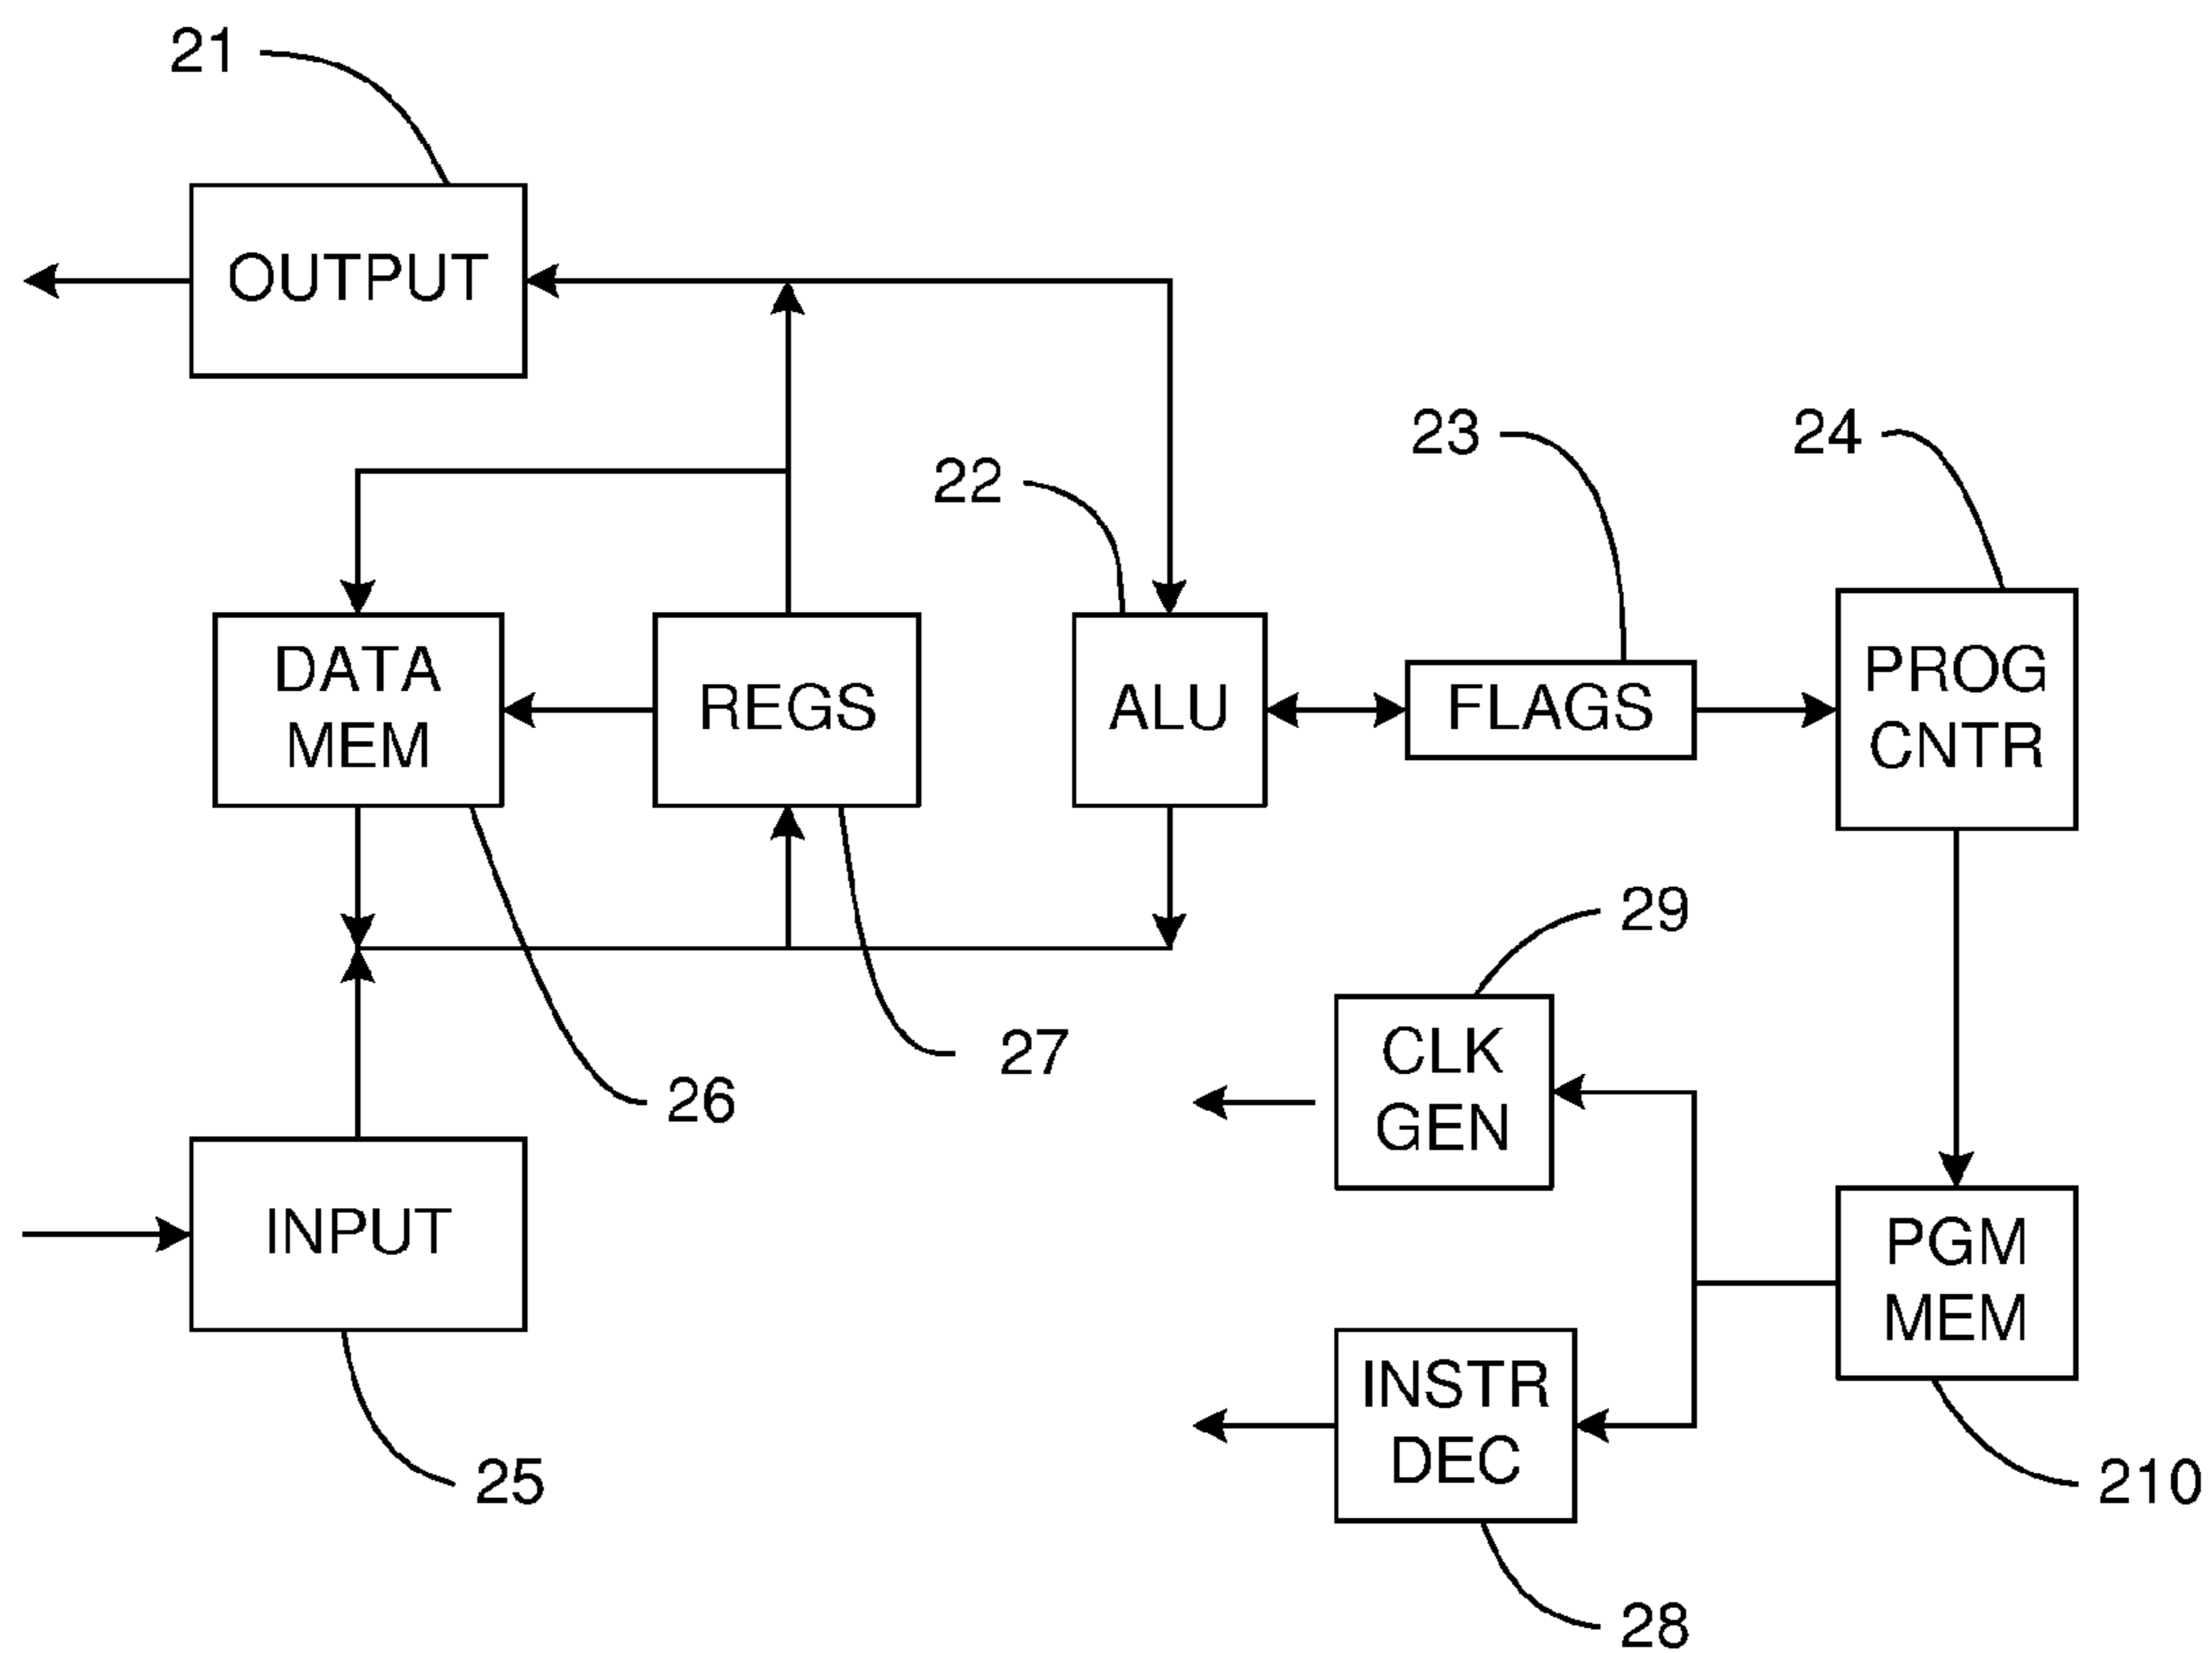 21
OUTPUT
23
24
22
DATA
MEM
REGS
ALU
FLAGS
PROG
CNTR
29
27
26
CLK
GEN
INPUT
PGM
MEM
INSTR
DEC
25
210
28